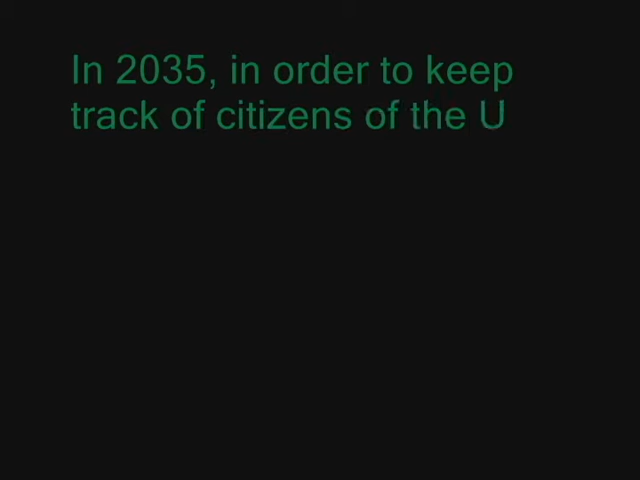 In 2035, in order to keep
track of citizens of the U